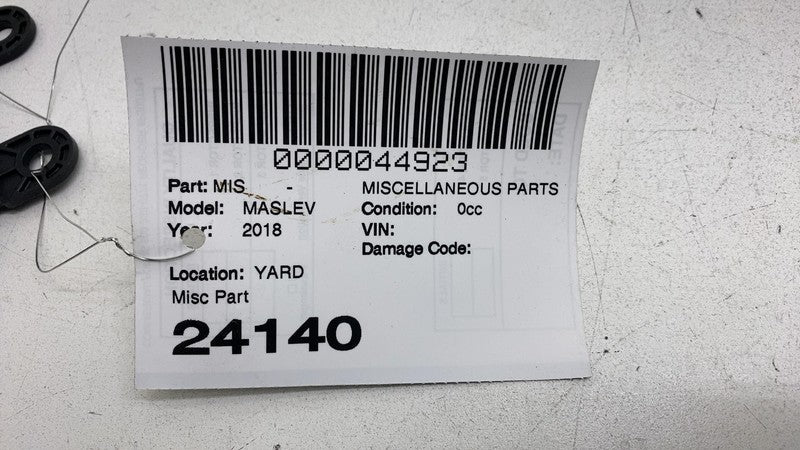 0000044923
Part: MIS - MISCELLANEOUS PARTS
Model: MASLEV Condition: 0cc
Year: 2018 VIN:
Damage Code:
Location: YARD
Misc Part
24140